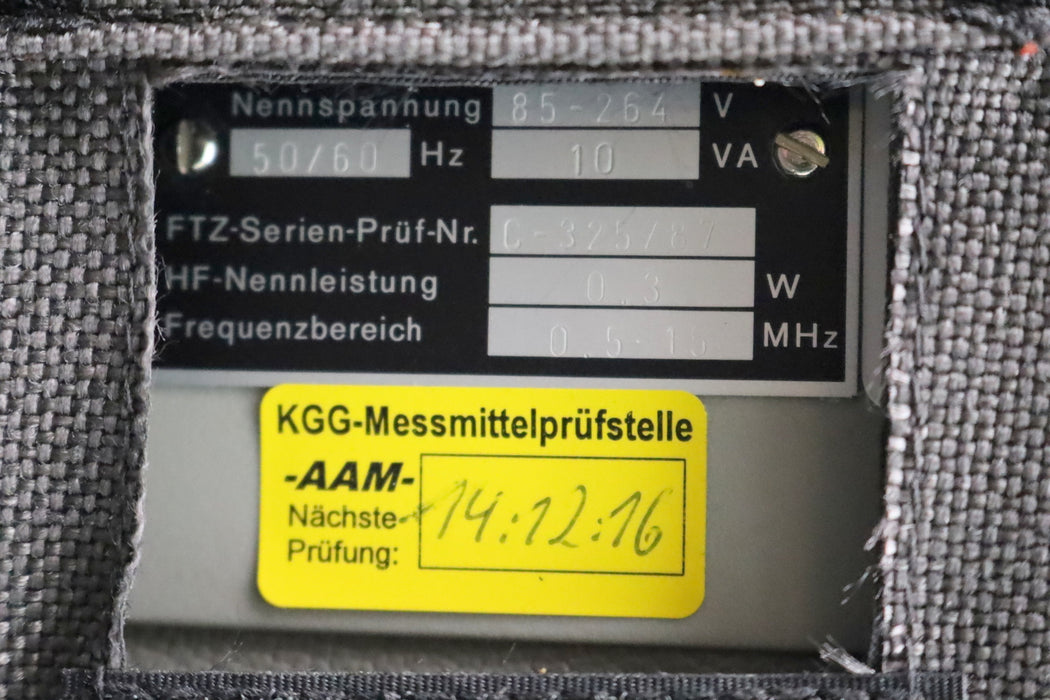 Nennspannung 85-264 V
50/60 Hz 10 VA
FTZ-Serien-Prüf-Nr. C-325/87
HF-Nennleistung 0.3 W
Frequenzbereich 0.5-15 MHz
KGG-Messmittelprüfstelle
-AAM-
Nächste
Prüfung: 14.12.16